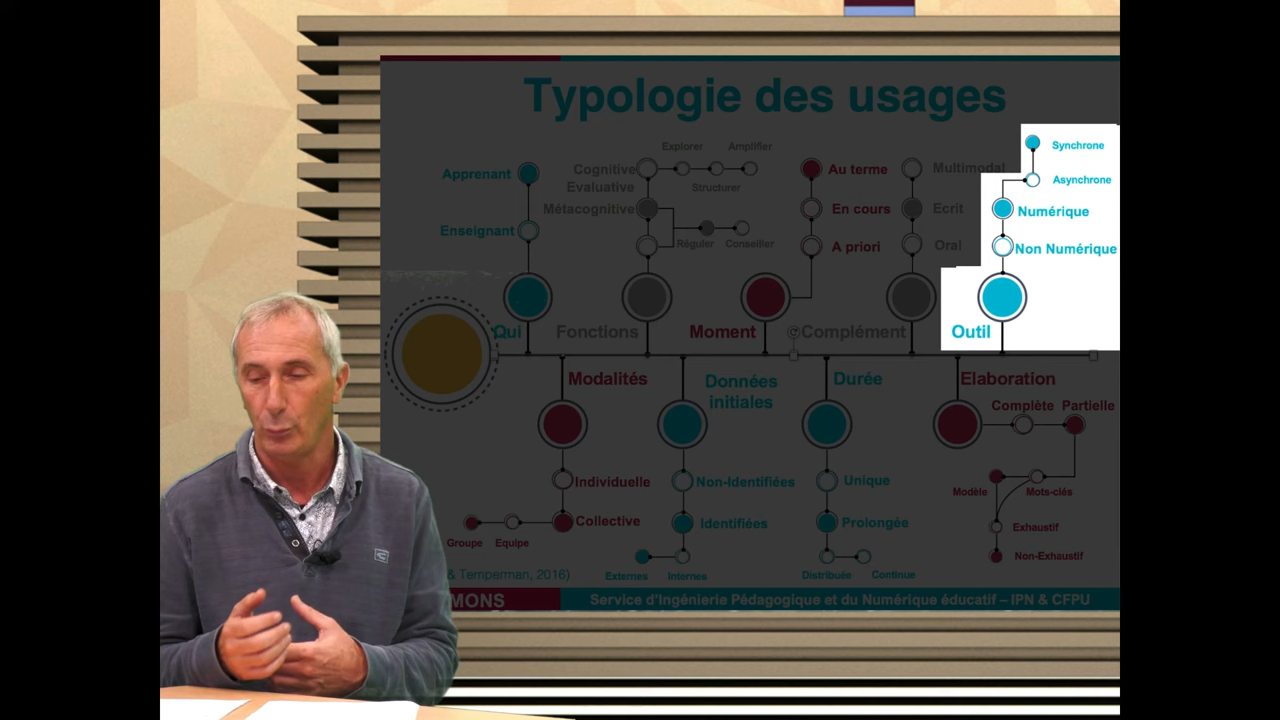 Typologie des usages
Explorer
Amplifier
Structurer
Apprenant
Enseignant
Cognitive
Evaluative
Métacognitive
Réguler
Conseiller
Au terme
En cours
A priori
Multimodal
Ecrit
Oral
Synchrone
Asynchrone
Numérique
Non Numérique
Qui
Fonctions
Moment
Complément
Outil
Modalités
Données
initiales
Durée
Elaboration
Complète
Partielle
Individuelle
Collective
Groupe
Equipe
Non-Identifiées
Identifiées
Externes
Internes
Unique
Prolongée
Distribuée
Continue
Modèle
Mots-clés
Exhaustif
Non-Exhaustif
& Temperman, 2016)
MONS
Service d'Ingénierie Pédagogique et du Numérique éducatif – IPN & CFPU